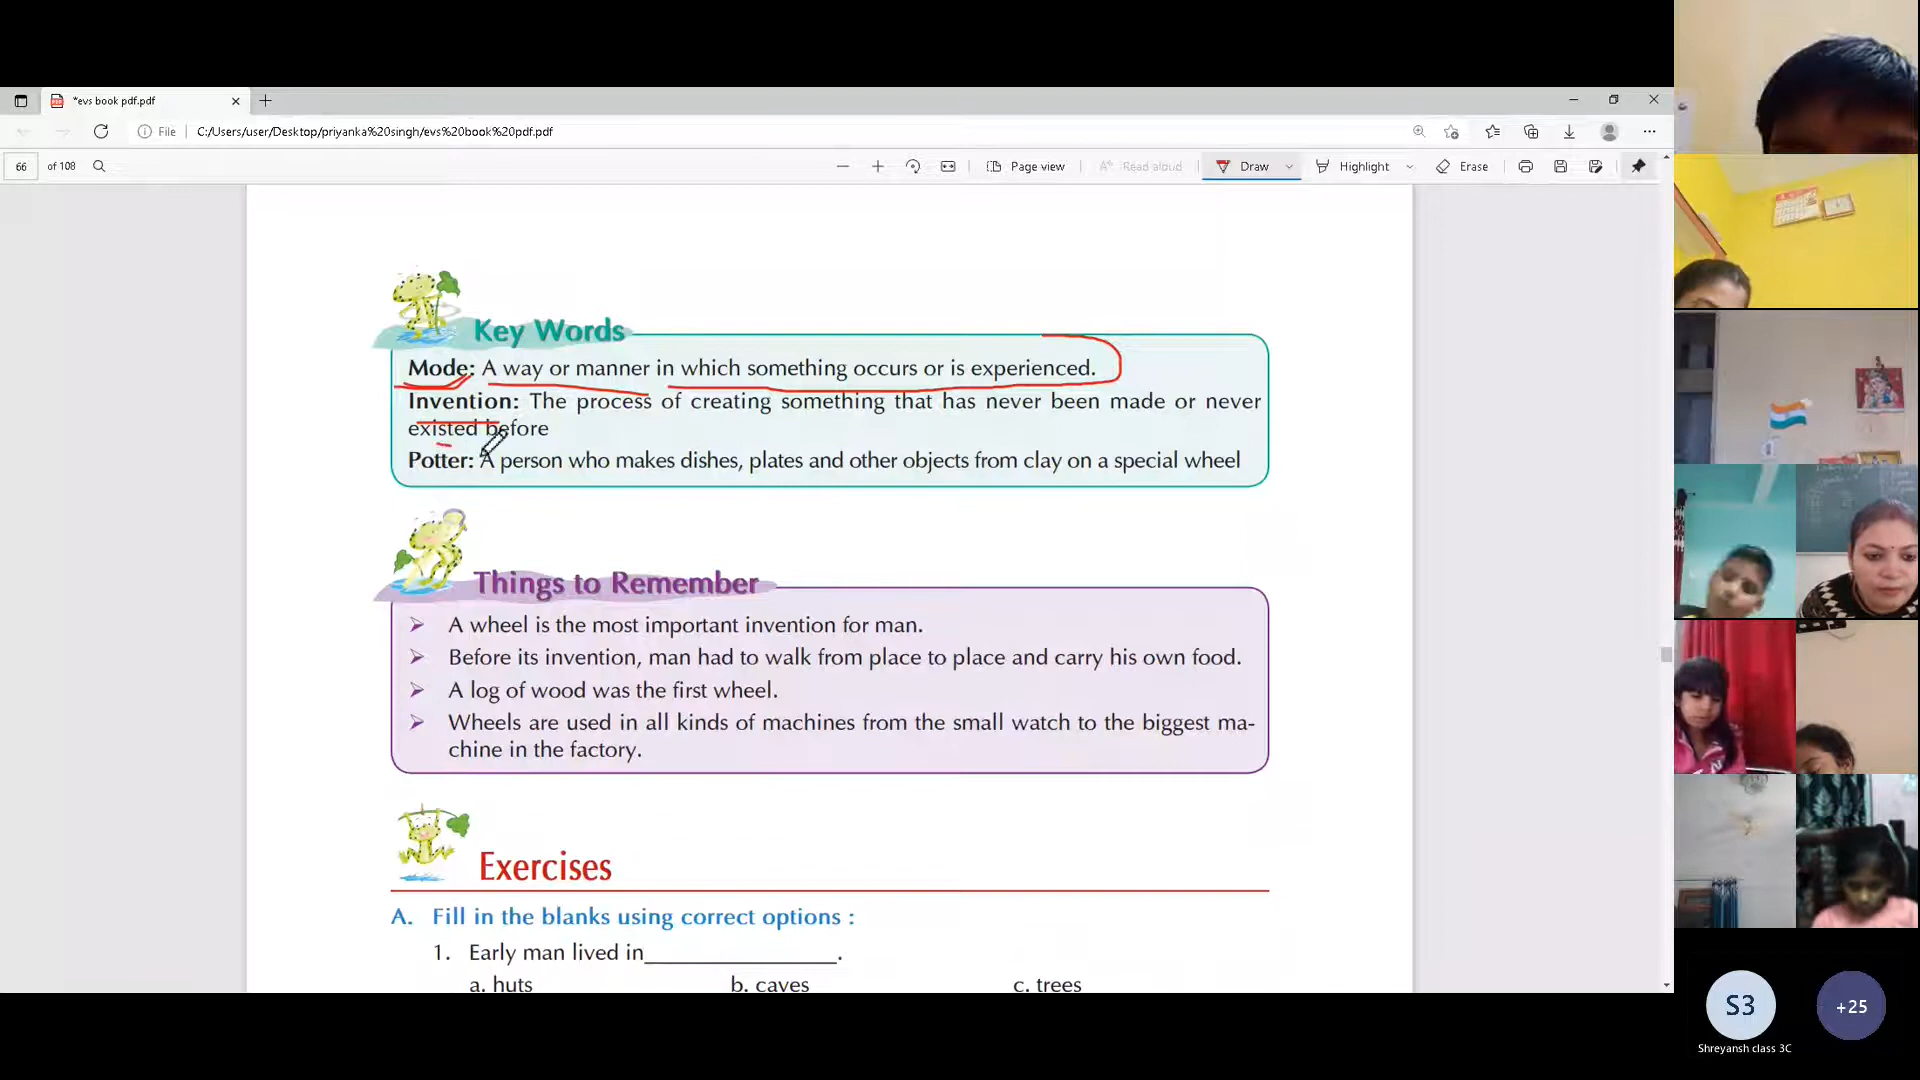 *evs book pdf.pdf
File
C:/Users/user/Desktop/priyanka%20singh/evs%20book%20pdf.pdf
66 of 108
Page view
Read aloud
Draw
Highlight
Erase
Key Words
Mode: A way or manner in which something occurs or is experienced.
Invention: The process of creating something that has never been made or never
existed before
Potter: A person who makes dishes, plates and other objects from clay on a special wheel
Things to Remember
A wheel is the most important invention for man.
Before its invention, man had to walk from place to place and carry his own food.
A log of wood was the first wheel.
Wheels are used in all kinds of machines from the small watch to the biggest ma-
chine in the factory.
Exercises
A. Fill in the blanks using correct options :
1. Early man lived in________________.
a. huts b. caves c. trees
S3
+25
Shreyansh class 3C